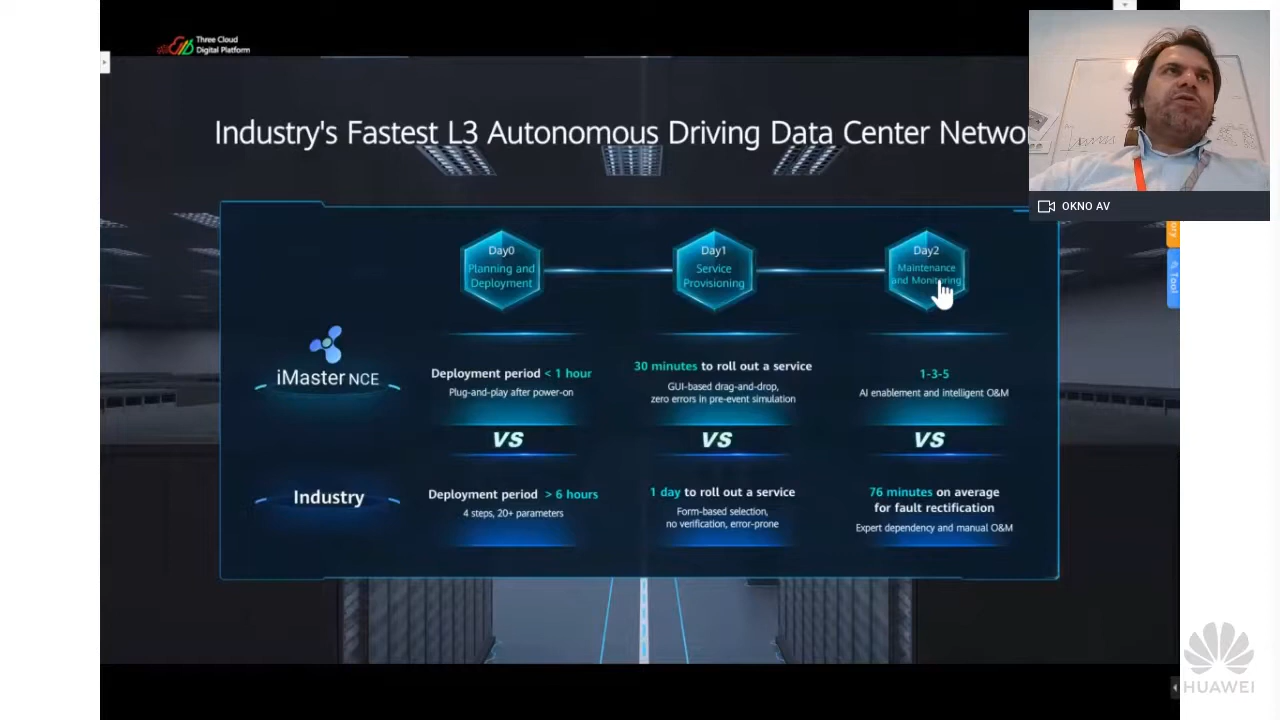 Three Cloud
Digital Platform
Industry's Fastest L3 Autonomous Driving Data Center Netwo
OKNO AV
Day0
Planning and
Deployment
Day1
Service
Provisioning
Day2
Maintenance
and Monitoring
iMaster NCE
Deployment period < 1 hour
Plug-and-play after power-on
30 minutes to roll out a service
GUI-based drag-and-drop,
zero errors in pre-event simulation
1-3-5
AI enablement and intelligent O&M
VS
VS
VS
Industry
Deployment period > 6 hours
4 steps, 20+ parameters
1 day to roll out a service
Form-based selection,
no verification, error-prone
76 minutes on average
for fault rectification
Expert dependency and manual O&M
Tool
HUAWEI